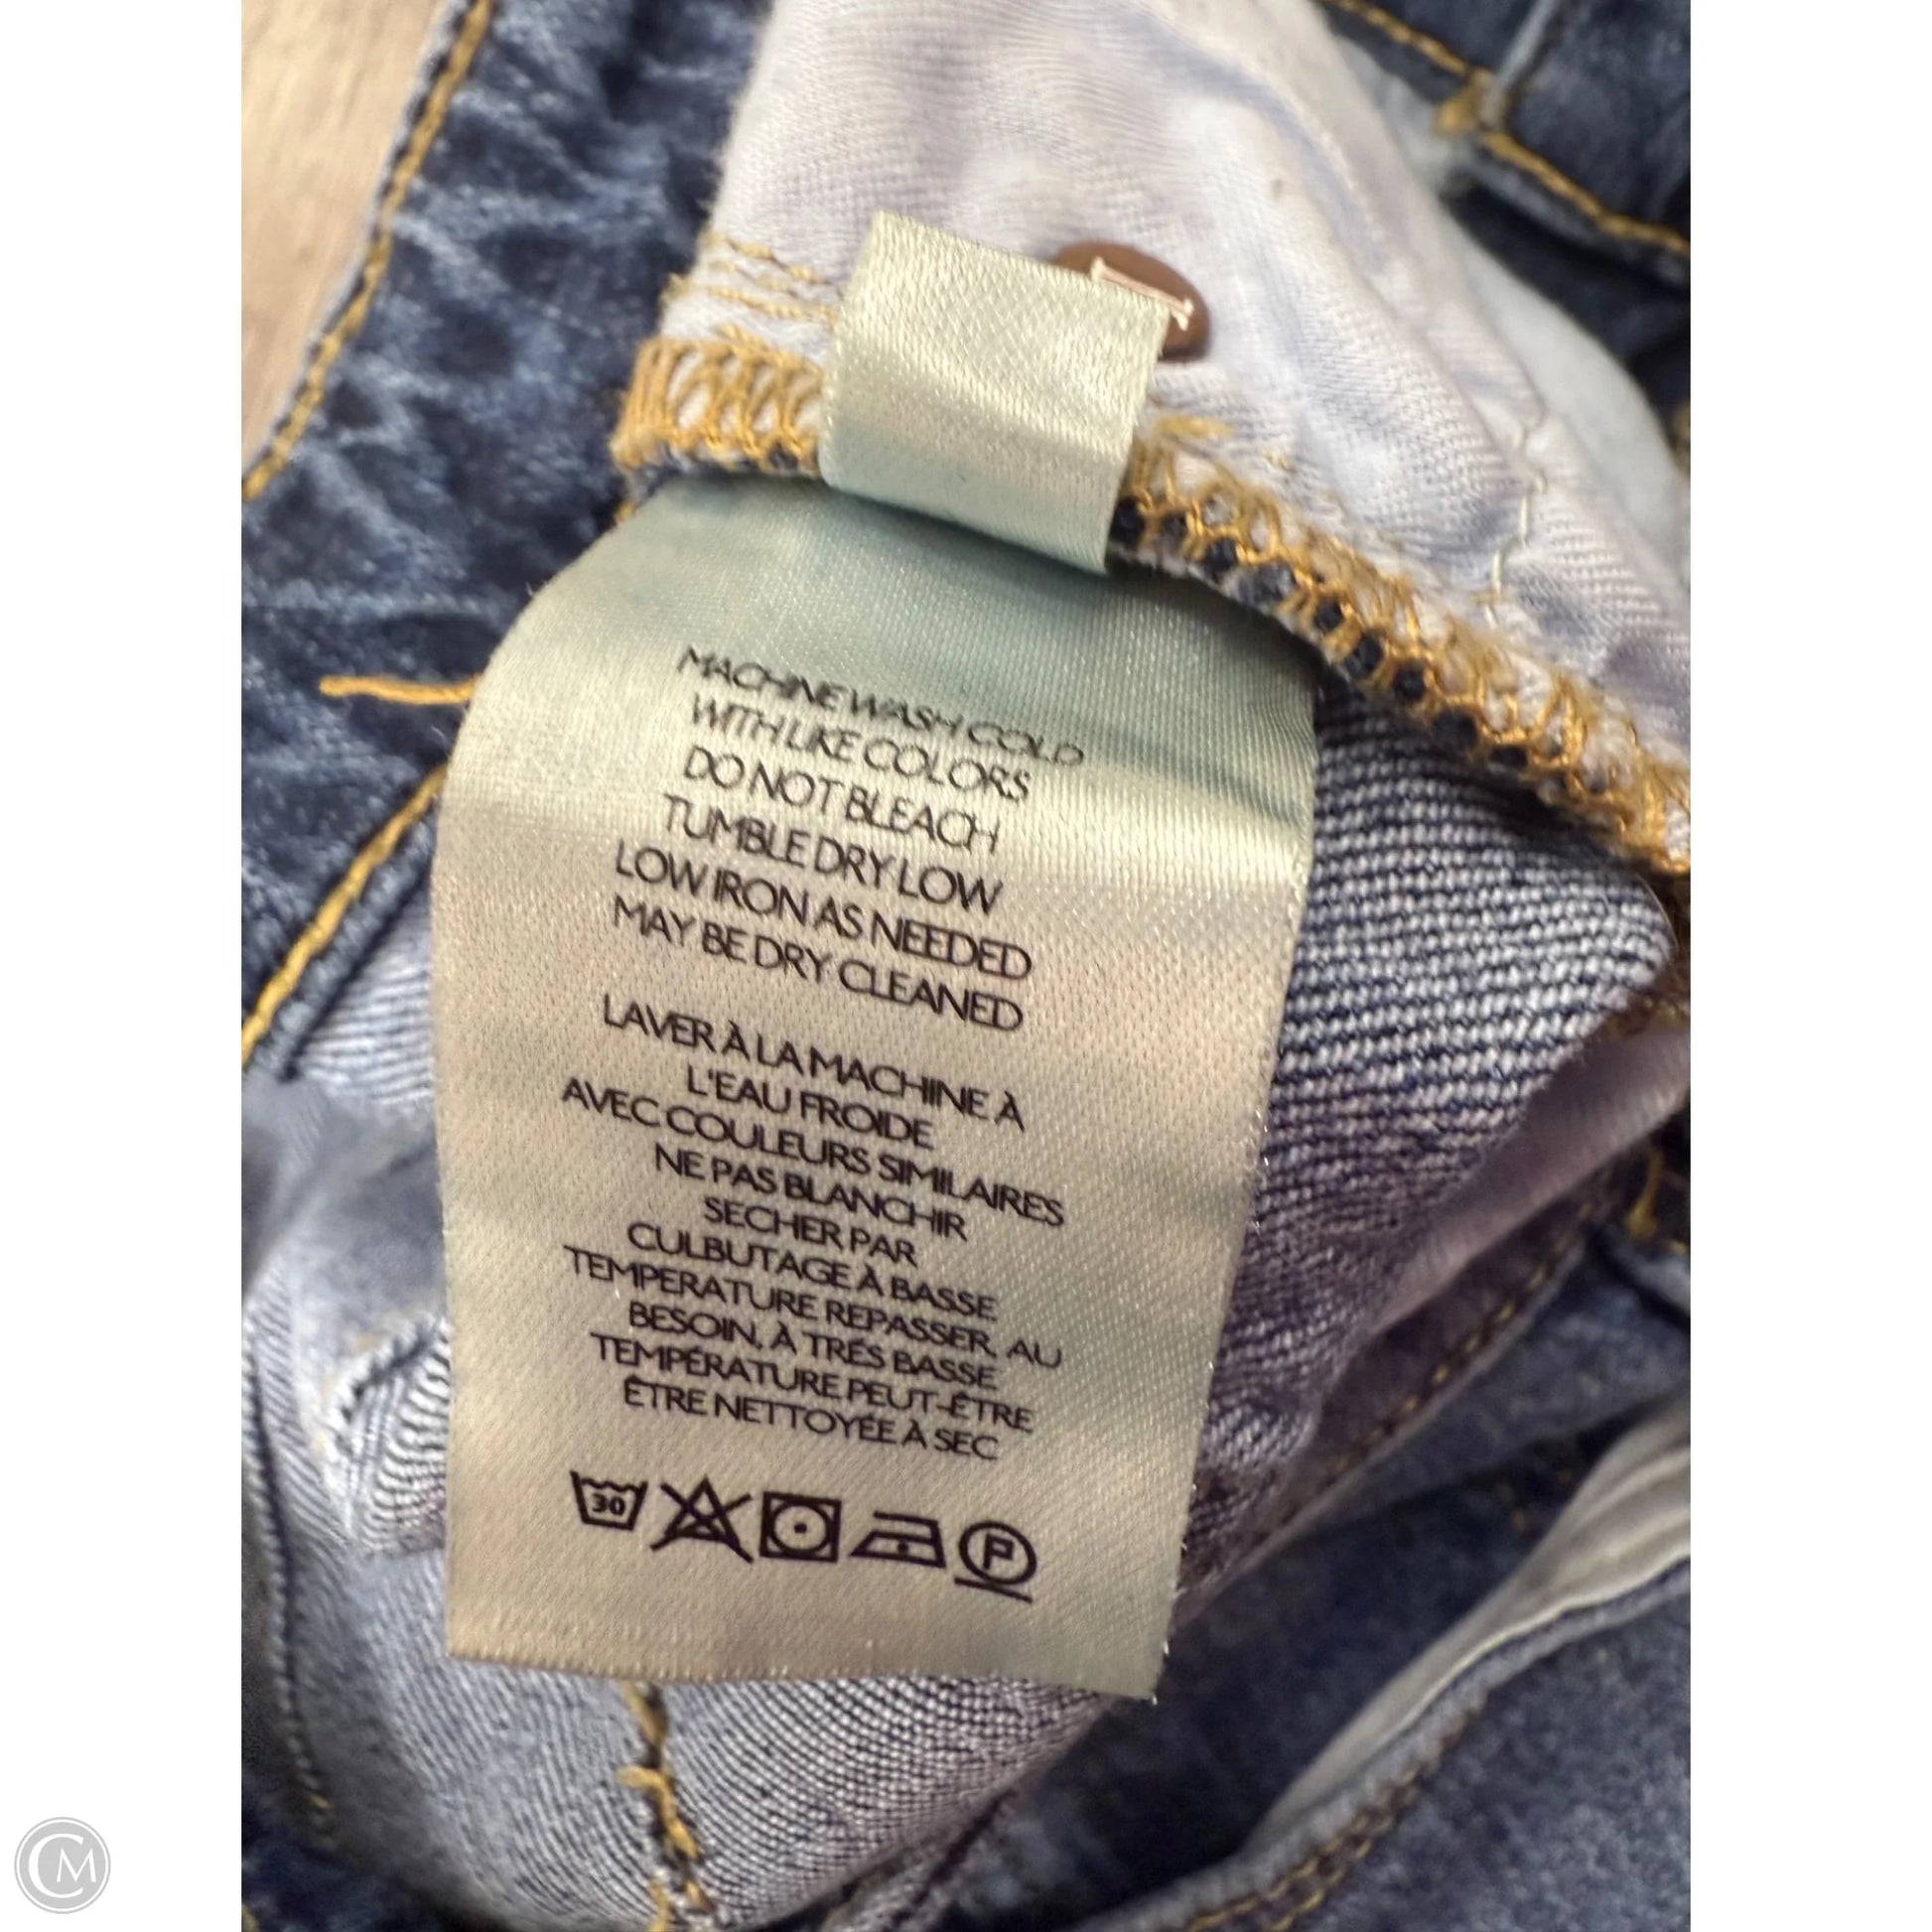 MACHINE WASH COLD
WITH LIKE COLORS
DO NOT BLEACH
TUMBLE DRY LOW
LOW IRON AS NEEDED
MAY BE DRY CLEANED
LAVER À LA MACHINE À
L'EAU FROIDE
AVEC COULEURS SIMILAIRES
NE PAS BLANCHIR
SECHER PAR
CULBUTAGE À BASSE
TEMPERATURE REPASSER, AU
BESOIN, À TRÉS BASSE
TEMPÉRATURE PEUT-ÊTRE
ÊTRE NETTOYÉE À SEC
30 P
CM